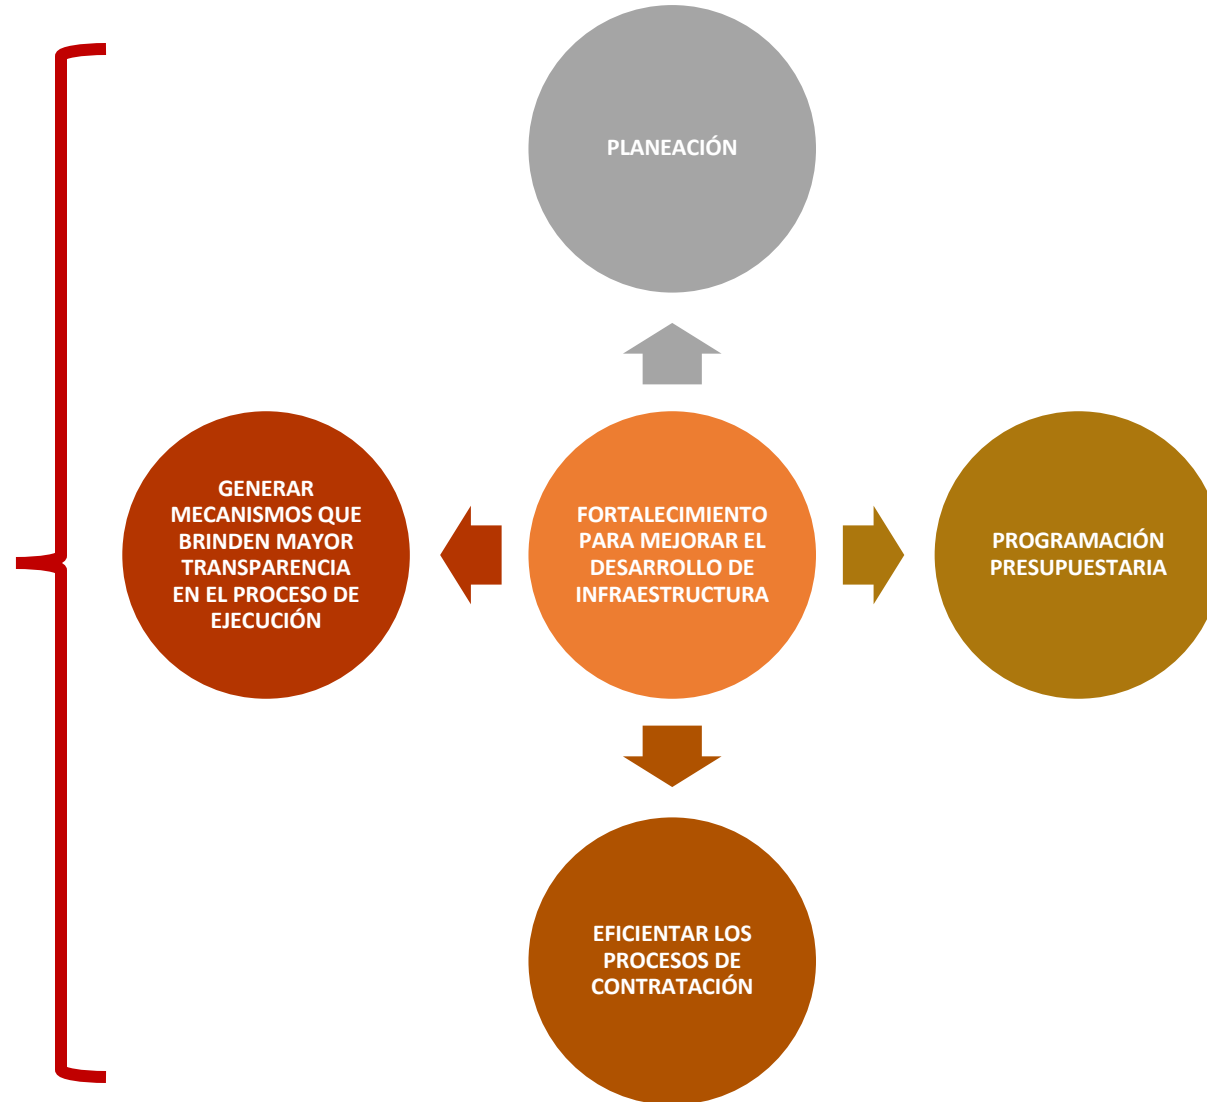 PLANEACIÓN
GENERAR
MECANISMOS QUE
BRINDEN MAYOR
TRANSPARENCIA
EN EL PROCESO DE
EJECUCIÓN
FORTALECIMIENTO
PARA MEJORAR EL
DESARROLLO DE
INFRAESTRUCTURA
PROGRAMACIÓN
PRESUPUESTARIA
EFICIENTAR LOS
PROCESOS DE
CONTRATACIÓN